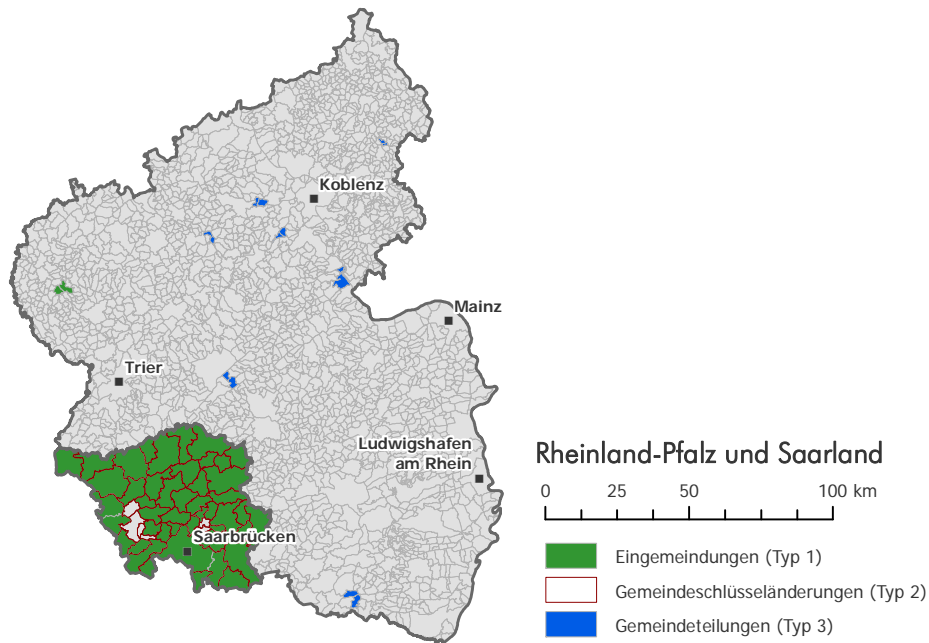 Koblenz
Mainz
Trier
Ludwigshafen
am Rhein
Saarbrücken
Rheinland-Pfalz und Saarland
0 25 50 100 km
Eingemeindungen (Typ 1)
Gemeindeschlüsseländerungen (Typ 2)
Gemeindeteilungen (Typ 3)